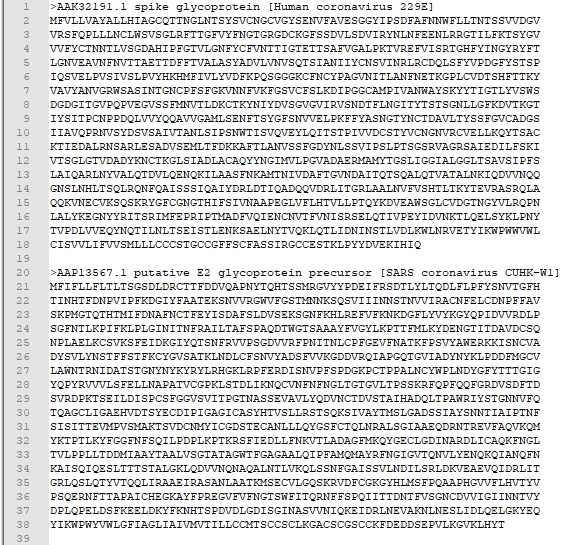 1 >AAK32191.1 spike glycoprotein [Human coronavirus 229E]
2 MFVLLVAYALLHIAGCQTTNGLNTSYSVCNGCVGYSENVFAVESGGYIPSDFAFNNWFLLTNTSSVVDGV
3 VRSFQPLLLNCLWSVSGLRFTTGFVYFNGTGRGDCKGFSSDVLSDVIRYNLNFEENLRRGTILFKTSYGV
4 VVFYCTNNTLVSGDAHIPFGTVLGNFYCFVNTTIGTETTSAFVGALPKTVREFVISRTGHFYINGYRYFT
5 LGNVEAVNFNVTTAETTDFFTVALASYADVLVNVSQTSIANIIYCNSVINRLRCDQLSFYVPDGFYSTSP
6 IQSVELPVSIVSLPVYHKHMFIVLYVDFKPQSGGGKCFNCYPAGVNITLANFNETKGPLCVDTSHFTTKY
7 VAVYANVGRWSASINTGNCPFSFGKVNNFVKFGSVCFSLKDIPGGCAMPIVANWAYSKYYTIGTLYVSWS
8 DGDGITGVPQPVEGVSSFMNVTLDKCTKYNIYDVSGVGVIRVSNDTFLNGITYTSTSGNLLGFKDVTKGT
9 IYSITPCNPPDQLVVYQQAVVGAMLSENFTSYGFSNVVELPKFFYASNGTYNCTDAVLTYSSFGVCADGS
10 IIAVQPRNVSYDSVSAIVTANLSIPSNWTISVQVEYLQITSTPIVVDCSTYVCNGNVRCVELLKQYTSAC
11 KTIEDALRNSARLESADVSEMLTFDKKAFTLANVSSFGDYNLSSVIPSLPTSGSRVAGRSAIEDILFSKI
12 VTSGLGTVDADYKNCTKGLSIADLACAQYYNGIMVLPGVADAERMAMYTGSLIGGIALGGLTSAVSIPFS
13 LAIQARLNYVALQTDVLQENQKILAASFNKAMTNIVDAFTGVNDAITQTSQALQTVATALNKIQDVVNQQ
14 GNSLNHLTSQLRQNFQAISSSIQAIYDRLDTIQADQQVDRLITGRLAALNVFVSHTLTKYTEVRASRQLA
15 QQKVNECVKSQSKRYGFCGNGTHIFSIVNAAPEGLVFLHTVLLPTQYKDVEAWSGLCVDGTNGYVLRQPN
16 LALYKEGNYYRITSRIMFEPRIPTMADFVQIENCNVTFVNISRSELQTIVPEYIDVNKTLQELSYKLPNY
17 TVPDLVVEQYNQTILNLTSEISTLENKSAELNYTVQKLQTLIDNINSTLVDLKWLNRVETYIKWPWWVWL
18 CISVVLIFVVSMLLLCCCSTGCCGFFSCFASSIRGCCESTKLPYYDVEKIHIQ
19
20 >AAP13567.1 putative E2 glycoprotein precursor [SARS coronavirus CUHK-W1]
21 MFIFLLFLTLTSGSDLDRCTTFDDVQAPNYTQHTSSMRGVYYPDEIFRSDTLYLTQDLFLPFYSNVTGFH
22 TINHTFDNPVIPFKDGIYFAATEKSNVVRGWVFGSTMNNKSQSVIIINNSTNVVIRACNFELCDNPFFAV
23 SKPMGTQTHTMIFDNAFNCTFEYISDAFSLDVSEKSGNFKHLREFVFKNKDGFLYVYKGYQPIDVVRDLP
24 SGFNTLKPIFKLPLGINITNFRAILTAFSPAQDTWGTSAAAYFVGYLKPTTFMLKYDENGTITDAVDCSQ
25 NPLAELKCSVKSFEIDKGIYQTSNFRVVPSGDVVRFPNITNLCPFGEVFNATKFPSVYAWERKKISNCVA
26 DYSVLYNSTFFSTFKCYGVSATKLNDLCFSNVYADSFVVKGDDVRQIAPGQTGVIADYNYKLPDDFMGCV
27 LAWNTRNIDATSTGNYNYKYRYLRHGKLRPFERDISNVPFSPDGKPCTPPALNCYWPLNDYGFYTTTGIG
28 YQPYRVVVLSFELLNAPATVCGPKLSTDLIKNQCVNFNFNGLTGTGVLTPSSKRFQPFQQFGRDVSDFTD
29 SVRDPKTSEILDISPCSFGGVSVITPGTNASSEVAVLYQDVNCTDVSTAIHADQLTPAWRIYSTGNNVFQ
30 TQAGCLIGAEHVDTSYECDIPIGAGICASYHTVSLLRSTSQKSIVAYTMSLGADSSIAYSNNTIAIPTNF
31 SISITTEVMPVSMAKTSVDCNMYICGDSTECANLLLQYGSFCTQLNRALSGIAAEQDRNTREVFAQVKQM
32 YKTPTLKYFGGFNFSQILPDPLKPTKRSFIEDLLFNKVTLADAGFMKQYGECLGDINARDLICAQKFNGL
33 TVLPPLLTDDMIAAYTAALVSGTATAGWTFGAGAALQIPFAMQMAYRFNGIGVTQNVLYENQKQIANQFN
34 KAISQIQESLTTTSTALGKLQDVVNQNAQALNTLVKQLSSNFGAISSVLNDILSRLDKVEAEVQIDRLIT
35 GRLQSLQTYVTQQLIRAAEIRASANLAATKMSECVLGQSKRVDFCGKGYHLMSFPQAAPHGVVFLHVTYV
36 PSQERNFTTAPAICHEGKAYFPREGVFVFNGTSWFITQRNFFSPQIITTDNTFVSGNCDVVIGIINNTVY
37 DPLQPELDSFKEELDKYFKNHTSPDVDLGDISGINASVVNIQKEIDRLNEVAKNLNESLIDLQELGKYEQ
38 YIKWPWYVWLGFIAGLIAIVMVTILLCCMTSCCSCLKGACSCGSCCKFDEDDSEPVLKGVKLHYT
39